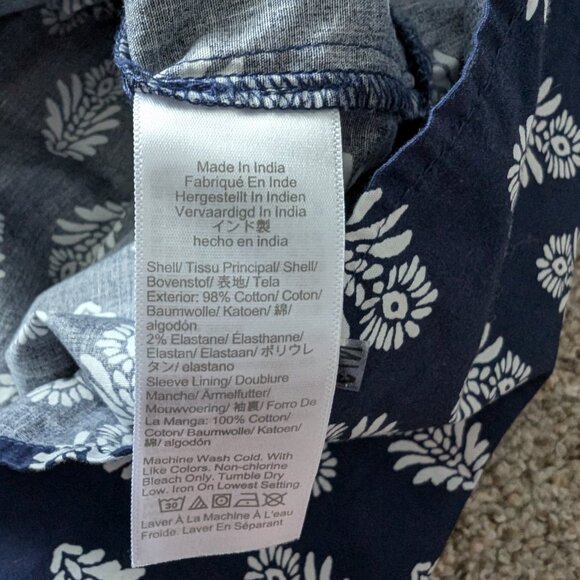 Made In India
Fabriqué En Inde
Hergestellt In Indien
Vervaardigd In India
インド製
hecho en india
Shell/ Tissu Principal/ Shell/
Bovenstof/ 表地/ Tela
Exterior: 98% Cotton/ Coton/
Baumwolle/ Katoen/ 綿/
algodón
2% Elastane/ Élasthanne/
Elastan/ Elastaan/ ポリウレ
タン/ elastano
Sleeve Lining/ Doublure
Manche/ Ärmelfutter/
Mouwvoering/ 袖裏/ Forro De
La Manga: 100% Cotton/
Coton/ Baumwolle/ Katoen/
綿/ algodón
Machine Wash Cold. With
Like Colors. Non-chlorine
Bleach Only. Tumble Dry
Low. Iron On Lowest Setting.
30
Laver À La Machine À L'eau
Froide. Laver En Séparant